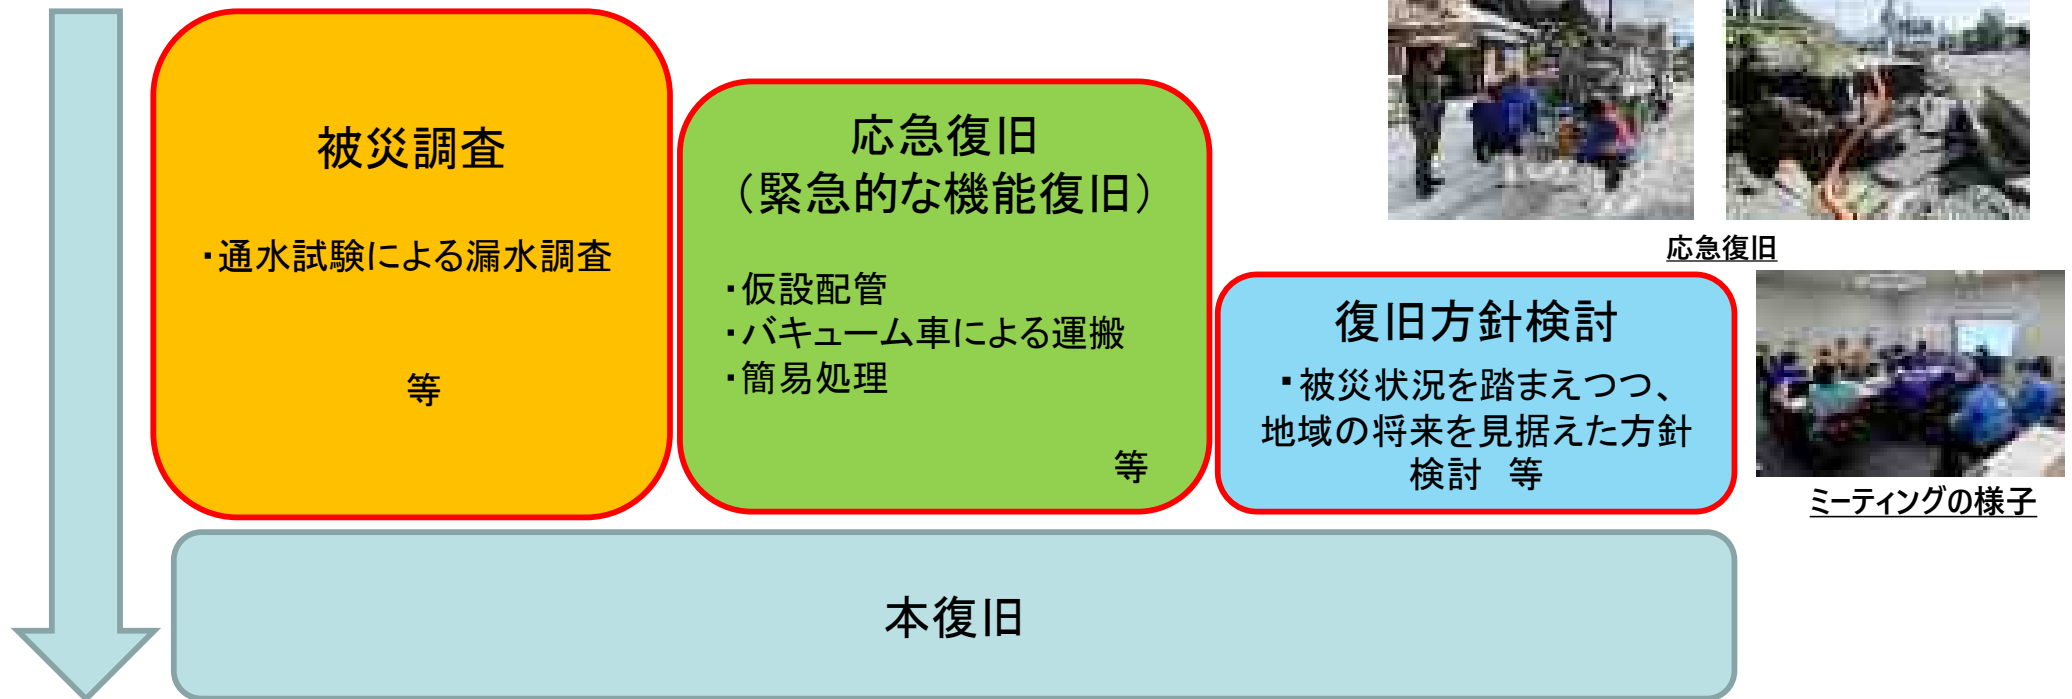 被災調査
・通水試験による漏水調査
等
応急復旧
（緊急的な機能復旧）
・仮設配管
・バキューム車による運搬
・簡易処理
等
復旧方針検討
・被災状況を踏まえつつ、
地域の将来を見据えた方針
検討　等
応急復旧
ミーティングの様子
本復旧